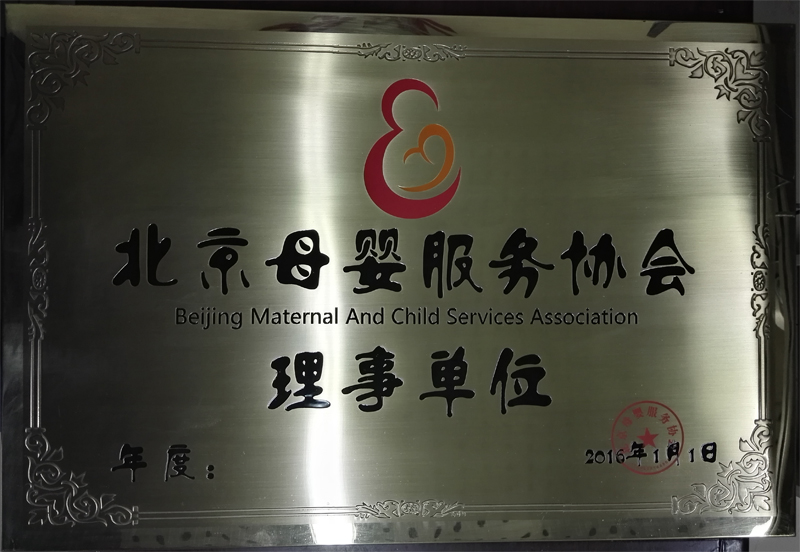 北京母婴服务协会
Beijing Maternal And Child Services Association
理事单位
年度：
2016年1月1日